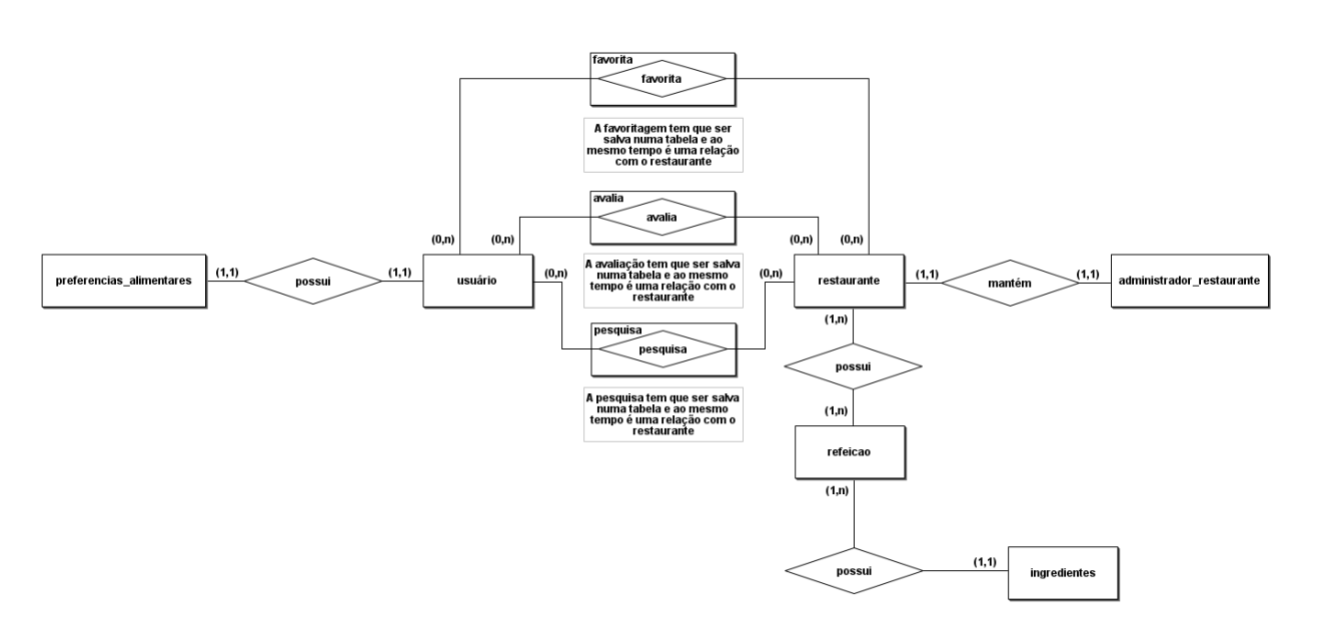 favorita
favorita
A favoritagem tem que ser
salva numa tabela e ao
mesmo tempo é uma relação
com o restaurante
avalia
avalia
(0,n)
(0,n)
(0,n)
(0,n)
preferencias_alimentares
(1,1)
possui
(1,1)
usuário
(0,n)
A avaliação tem que ser salva
numa tabela e ao mesmo
tempo é uma relação com o
restaurante
(0,n)
restaurante
(1,1)
mantém
(1,1)
administrador_restaurante
pesquisa
pesquisa
(1,n)
possui
A pesquisa tem que ser salva
numa tabela e ao mesmo
tempo é uma relação com o
restaurante
(1,n)
refeicao
(1,n)
possui
(1,1)
ingredientes